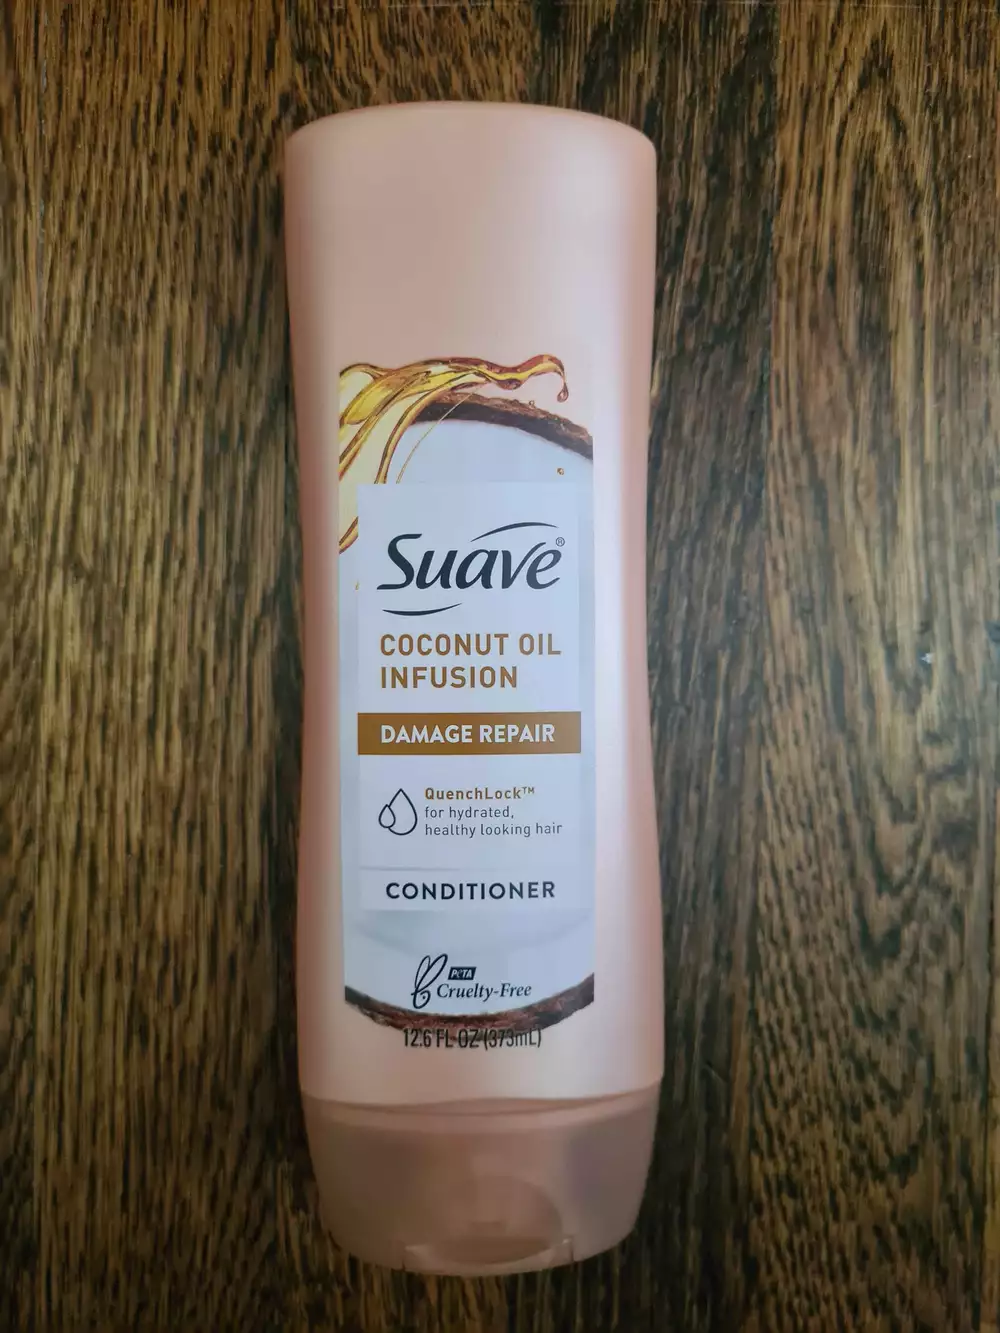 Suave®
COCONUT OIL
INFUSION
DAMAGE REPAIR
QuenchLock™
for hydrated,
healthy looking hair
CONDITIONER
PETA
Cruelty-Free
12.6 FL OZ (373mL)